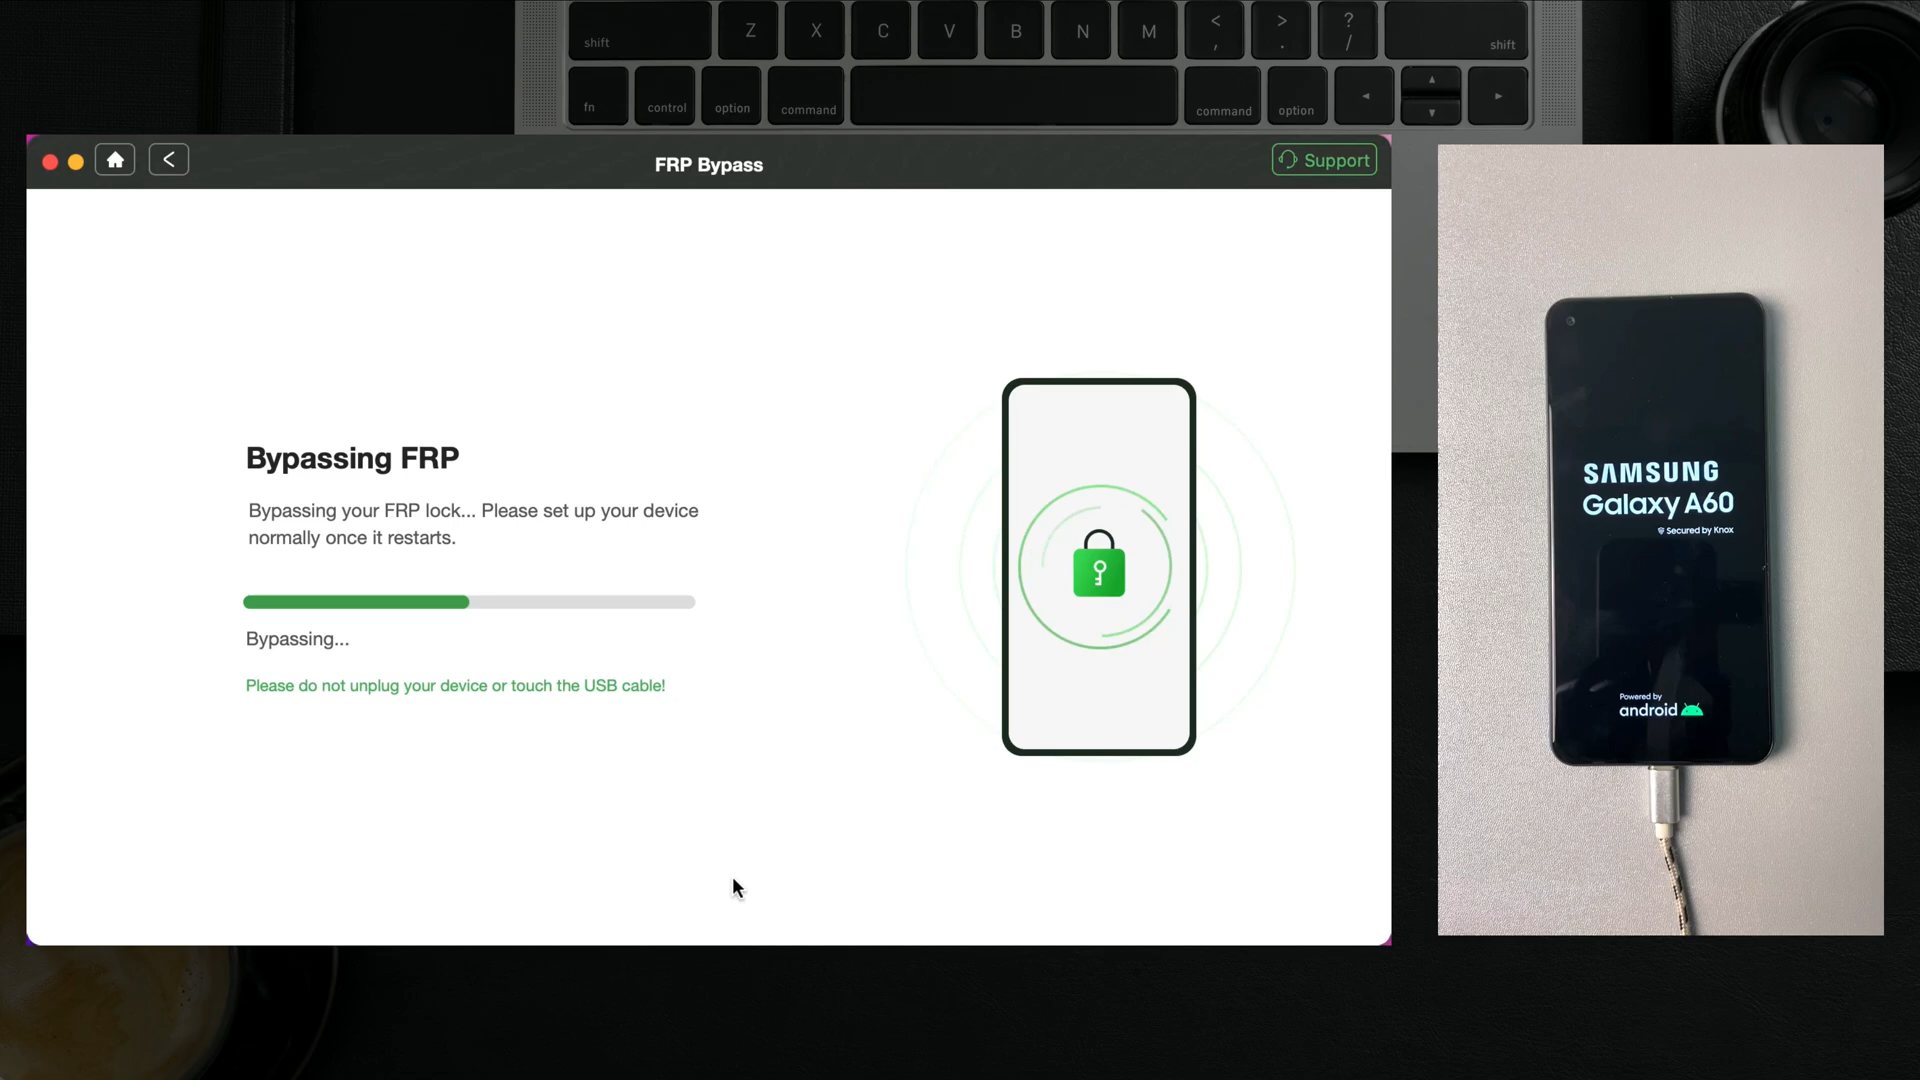 shift
Z
X
C
V
B
N
M
<
,
>
.
?
/
shift
fn
control
option
command
command
option
FRP Bypass
Support
Bypassing FRP
Bypassing your FRP lock... Please set up your device
normally once it restarts.
Bypassing...
Please do not unplug your device or touch the USB cable!
SAMSUNG
Galaxy A60
Secured by Knox
Powered by
android